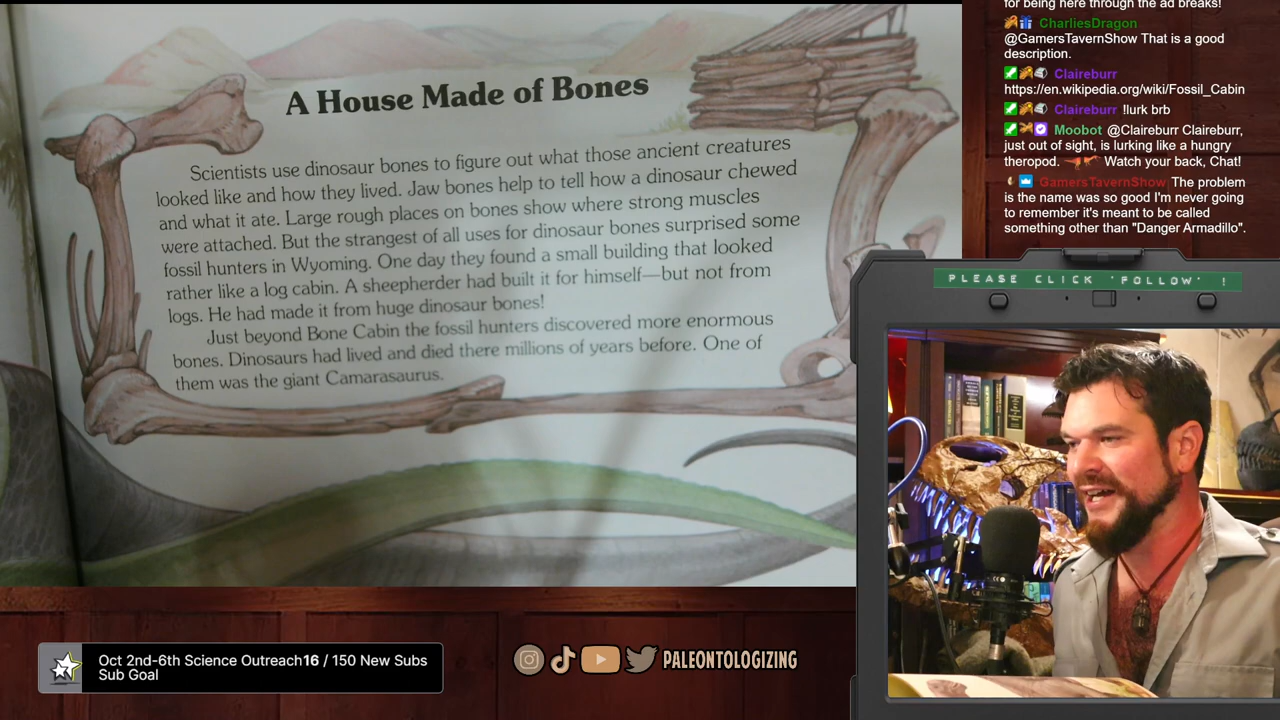 A House Made of Bones
Scientists use dinosaur bones to figure out what those ancient creatures
looked like and how they lived. Jaw bones help to tell how a dinosaur chewed
and what it ate. Large rough places on bones show where strong muscles
were attached. But the strangest of all uses for dinosaur bones surprised some
fossil hunters in Wyoming. One day they found a small building that looked
rather like a log cabin. A sheepherder had built it for himself—but not from
logs. He had made it from huge dinosaur bones!
Just beyond Bone Cabin the fossil hunters discovered more enormous
bones. Dinosaurs had lived and died there millions of years before. One of
them was the giant Camarasaurus.
for being here through the ad breaks!
CharliesDragon
@GamersTavernShow That is a good
description.
Claireburr
https://en.wikipedia.org/wiki/Fossil_Cabin
Claireburr !lurk brb
Moobot @Claireburr Claireburr,
just out of sight, is lurking like a hungry
theropod. Watch your back, Chat!
GamersTavernShow The problem
is the name was so good I'm never going
to remember it's meant to be called
something other than "Danger Armadillo".
PLEASE CLICK 'FOLLOW' !
Oct 2nd-6th Science Outreach 16 / 150 New Subs
Sub Goal
PALEONTOLOGIZING